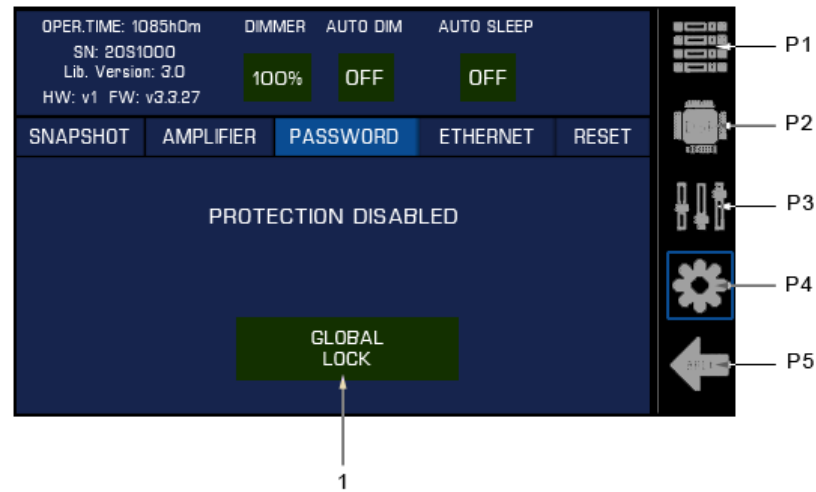 OPER.TIME: 1085h0m
SN: 20S1000
Lib. Version: 3.0
HW: v1 FW: v3.3.27
DIMMER AUTO DIM AUTO SLEEP
100% OFF OFF
SNAPSHOT AMPLIFIER PASSWORD ETHERNET RESET
PROTECTION DISABLED
GLOBAL
LOCK
P1
P2
P3
P4
P5
1